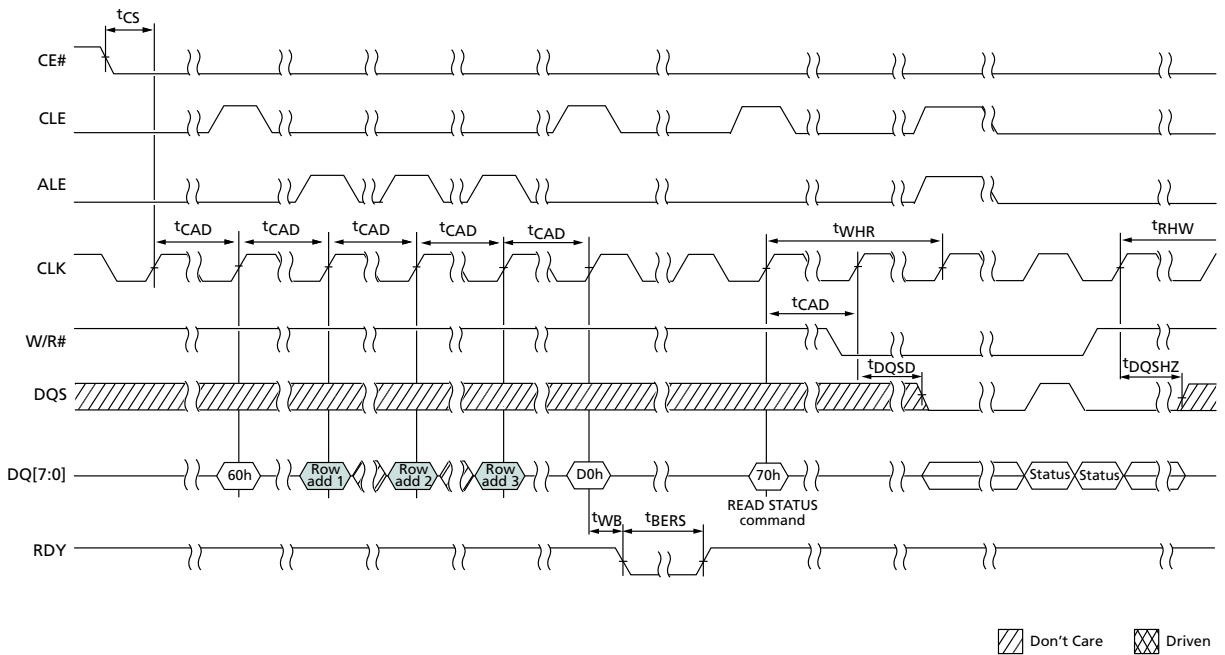 tCS
CE#
CLE
ALE
tCAD tCAD tCAD tCAD tCAD tWHR tRHW
CLK
tCAD
W/R#
tDQSD tDQSHZ
DQS
DQ[7:0] 60h Row add 1 Row add 2 Row add 3 D0h 70h Status Status
READ STATUS
command
tWB tBERS
RDY
Don't Care Driven